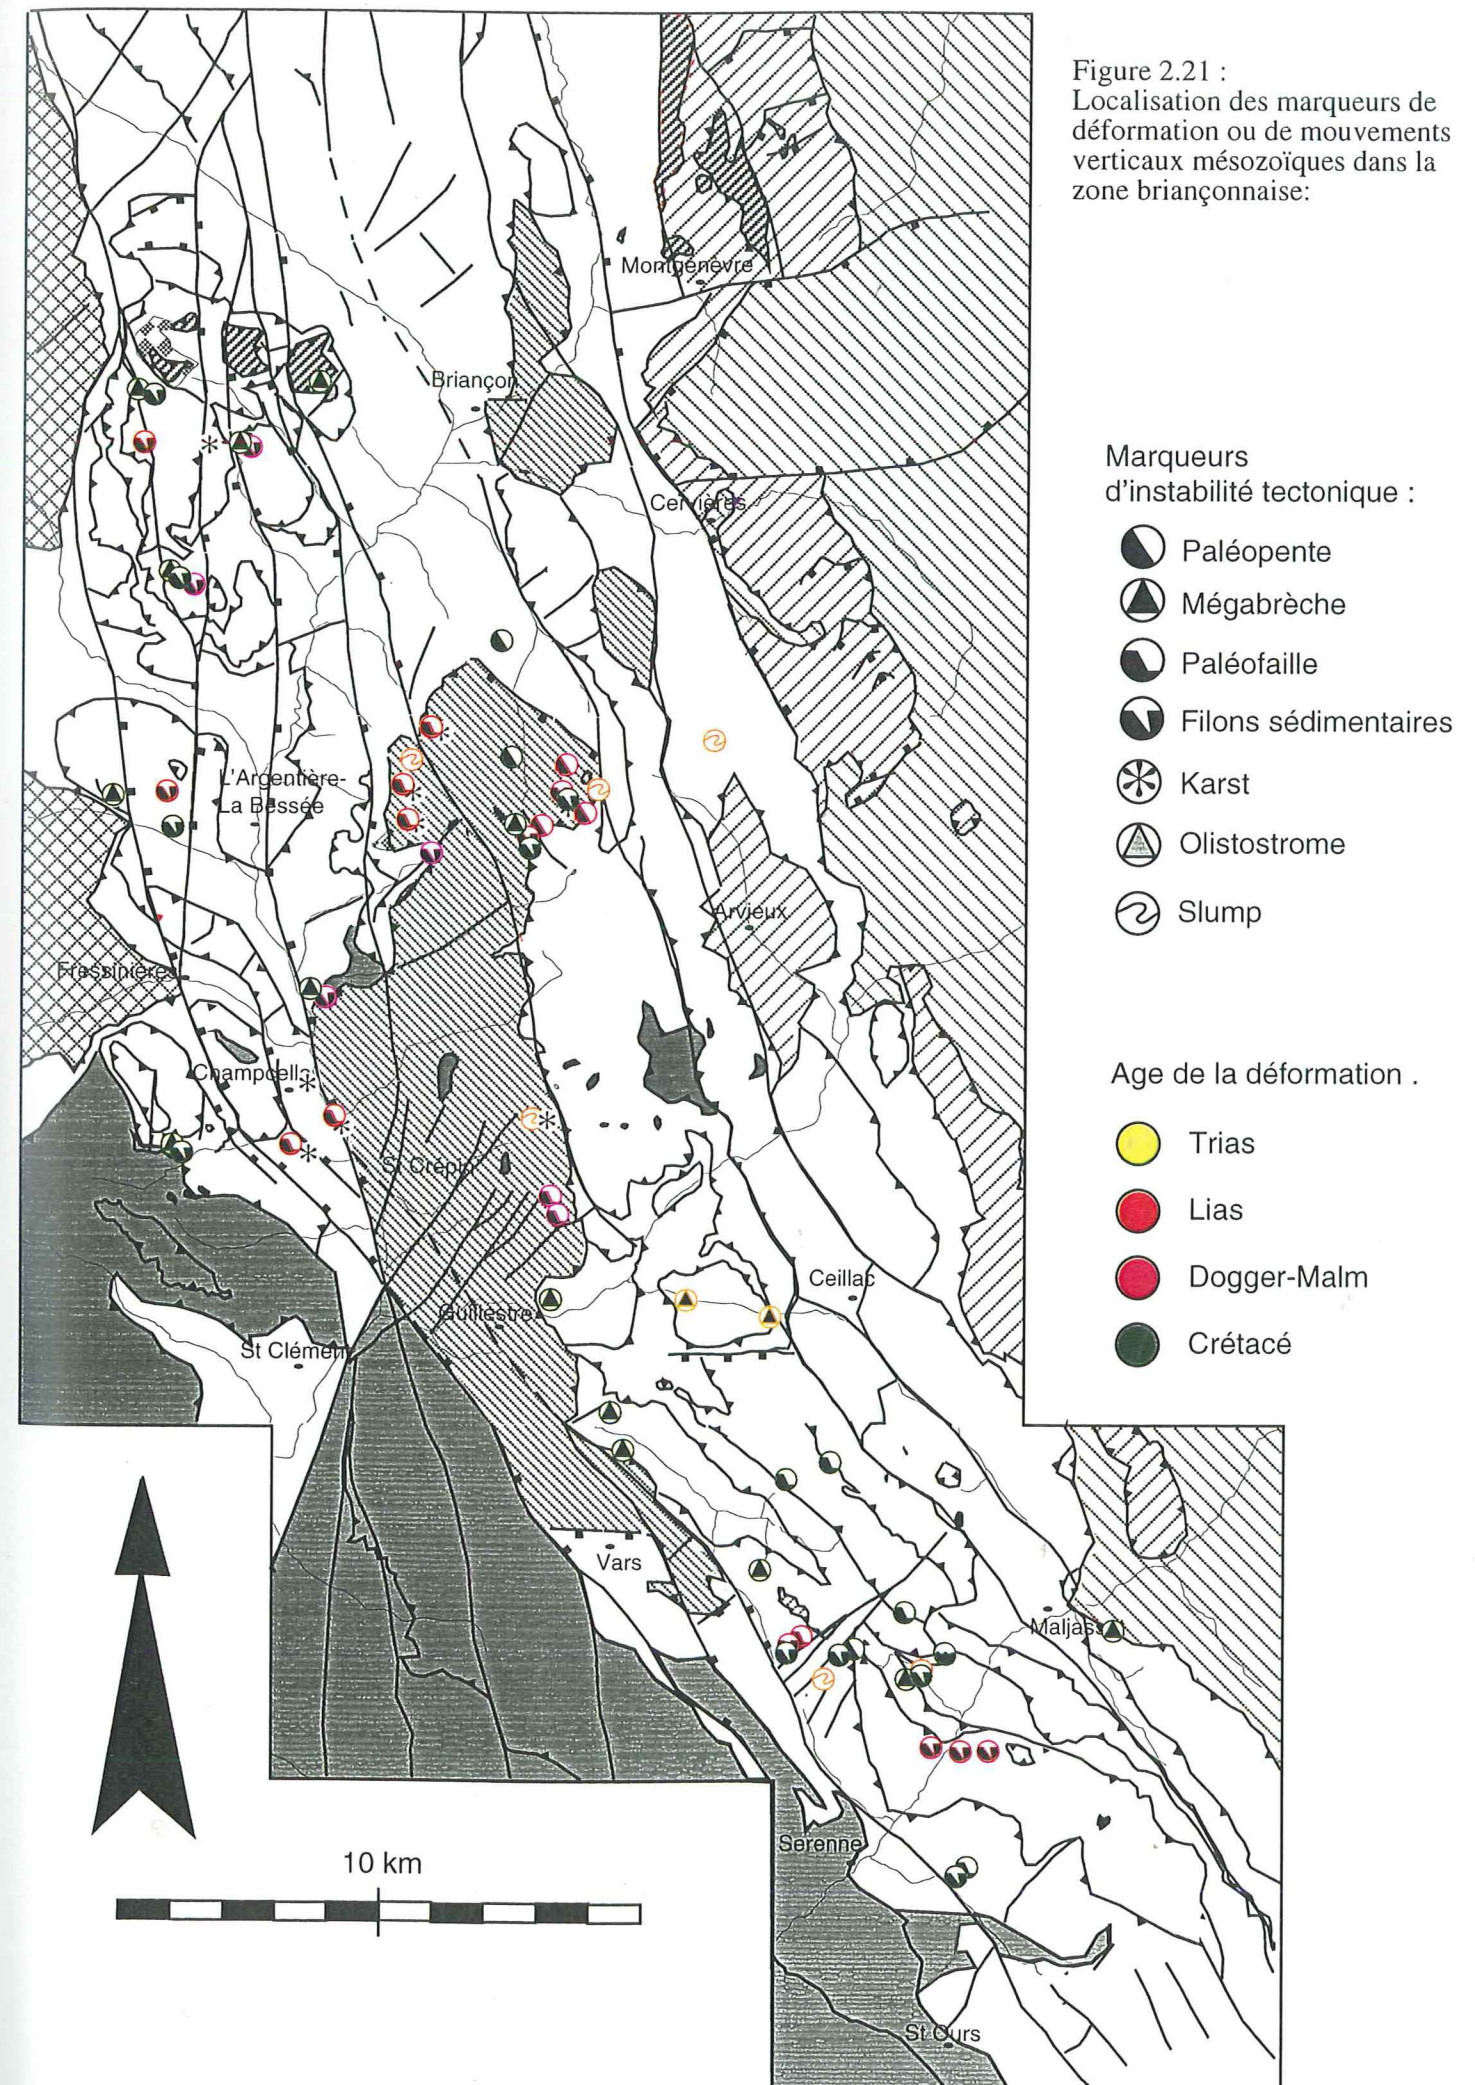 Figure 2.21 :
Localisation des marqueurs de
déformation ou de mouvements
verticaux mésozoïques dans la
zone briançonnaise:
Montgenèvre
Briançon
Cervières
Marqueurs
d'instabilité tectonique :
Paléopente
Mégabrèche
Paléofaille
Filons sédimentaires
Karst
Olistostrome
Slump
L'Argentière-
La Bessée
Arvieux
Fressinières
Champcella
St Crépin
Age de la déformation .
Trias
Lias
Dogger-Malm
Crétacé
Ceillac
Guillestre
St Clément
Vars
Maljasset
Serenne
10 km
St Ours